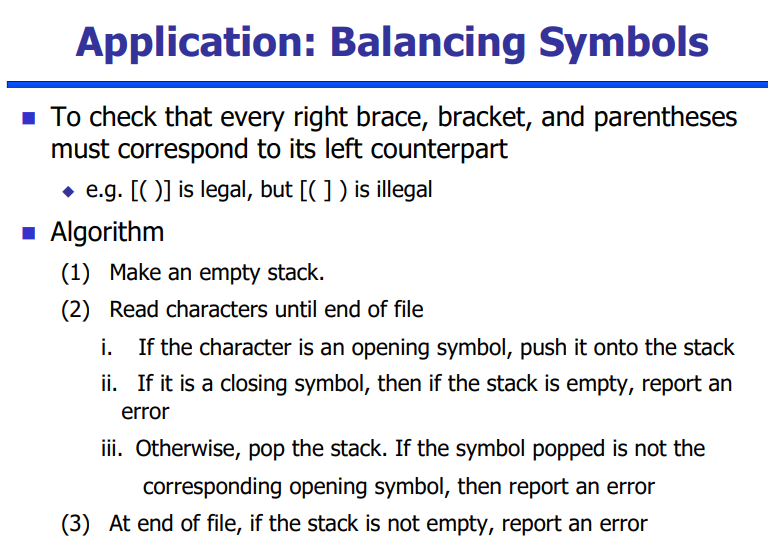 Application: Balancing Symbols
To check that every right brace, bracket, and parentheses
must correspond to its left counterpart
e.g. [( )] is legal, but [( ] ) is illegal
Algorithm
(1) Make an empty stack.
(2) Read characters until end of file
i. If the character is an opening symbol, push it onto the stack
ii. If it is a closing symbol, then if the stack is empty, report an
error
iii. Otherwise, pop the stack. If the symbol popped is not the
corresponding opening symbol, then report an error
(3) At end of file, if the stack is not empty, report an error